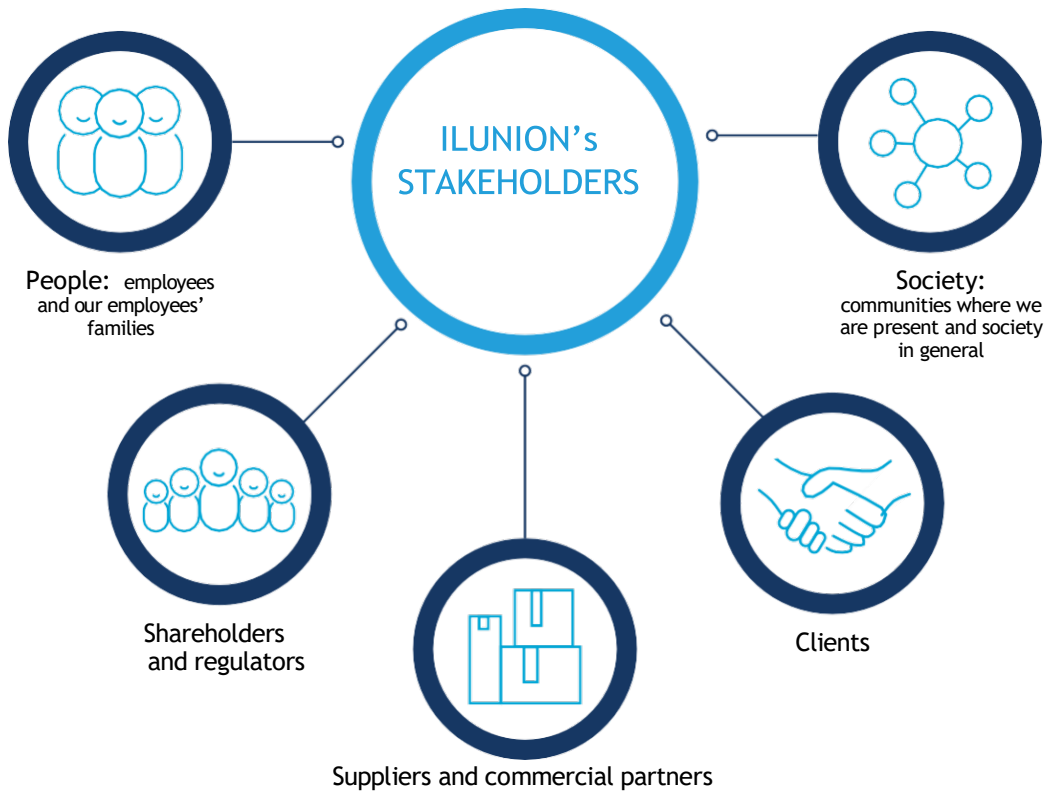 ILUNION’s
STAKEHOLDERS
People: employees
and our employees’
families
Society:
communities where we
are present and society
in general
Shareholders
and regulators
Clients
Suppliers and commercial partners